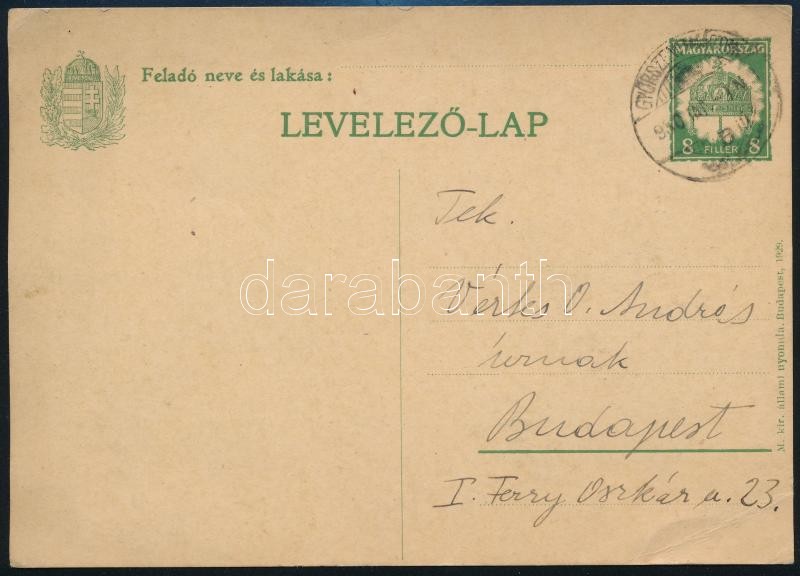 Feladó neve és lakása:
LEVELEZŐ-LAP
MAGYARORSZÁG
8 FILLÉR 8
Tek.
Vértes O. András
úrnak
Budapest
I. Ferry Oszkár u. 23.
M. kir. állami nyomda. Budapest, 1929.
darabanth